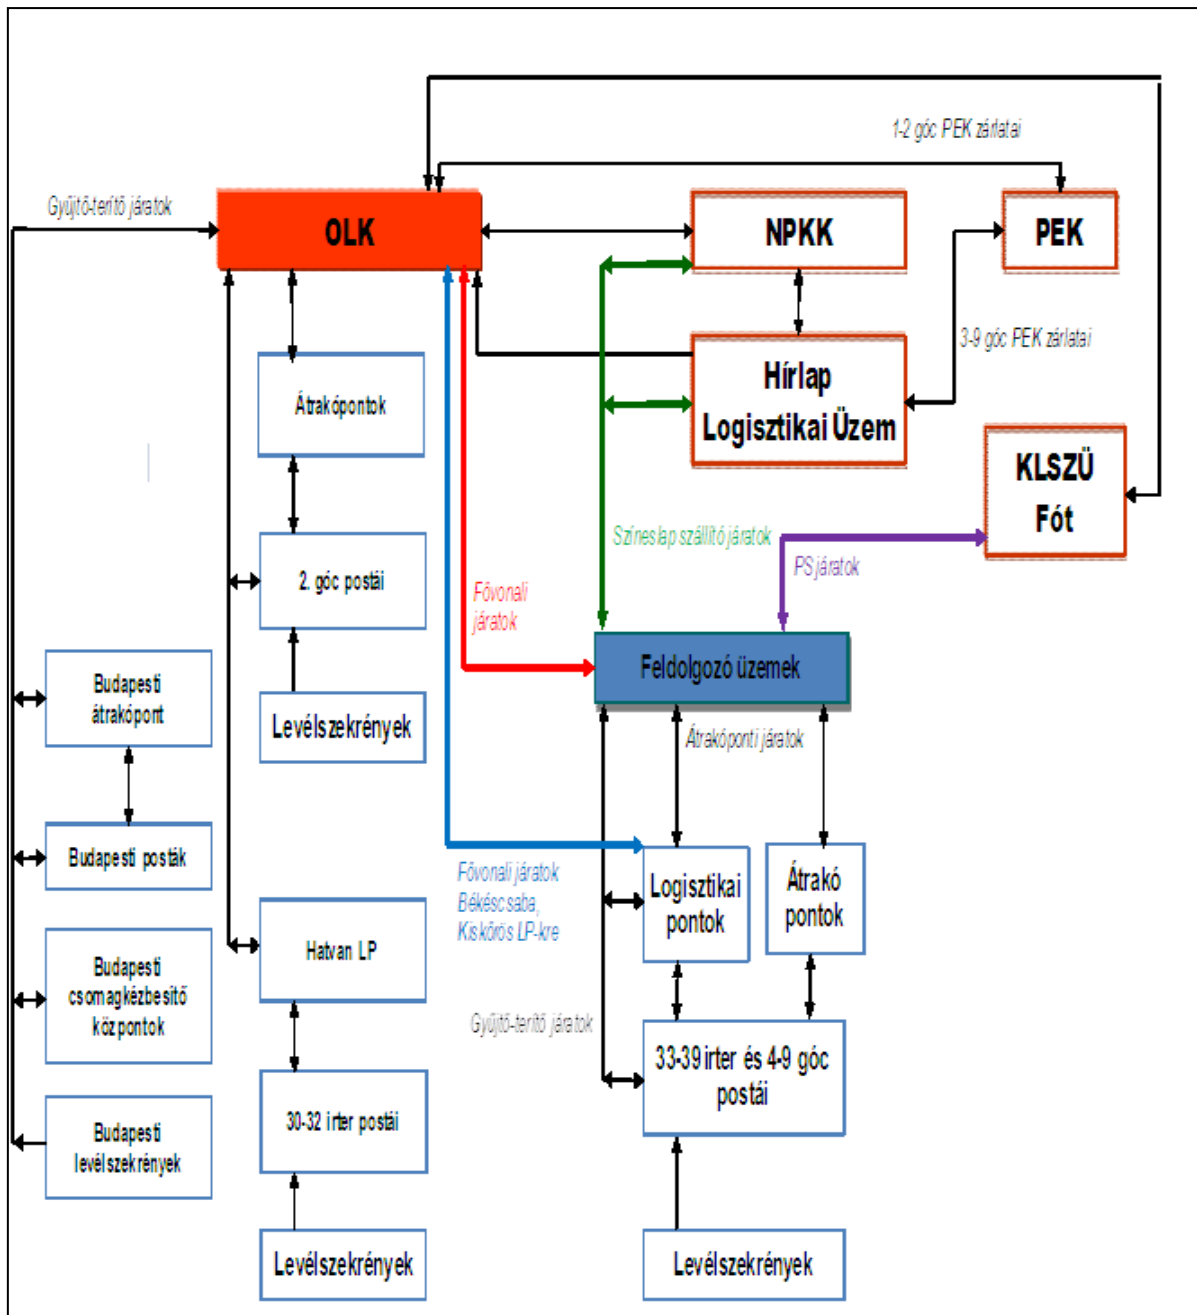 1-2 góc PEK zárlatai
Gyűjtő-terítő járatok
OLK
NPKK
PEK
3-9 góc PEK zárlatai
Hírlap
Logisztikai Üzem
Átrakópontok
KLSZÜ
Fót
Színeslap szállító járatok
PS járatok
2. góc postái
Fővonali
járatok
Feldolgozó üzemek
Budapesti
átrakópont
Levélszekrények
Átrakóponti járatok
Budapesti posták
Fővonali járatok
Békéscsaba,
Kiskőrös LP-kre
Logisztikai
pontok
Átrakó
pontok
Hatvan LP
Budapesti
csomagkézbesítő
központok
Gyűjtő-terítő járatok
33-39 irter és 4-9 góc
postái
30-32 irter postái
Budapesti
levélszekrények
Levélszekrények
Levélszekrények